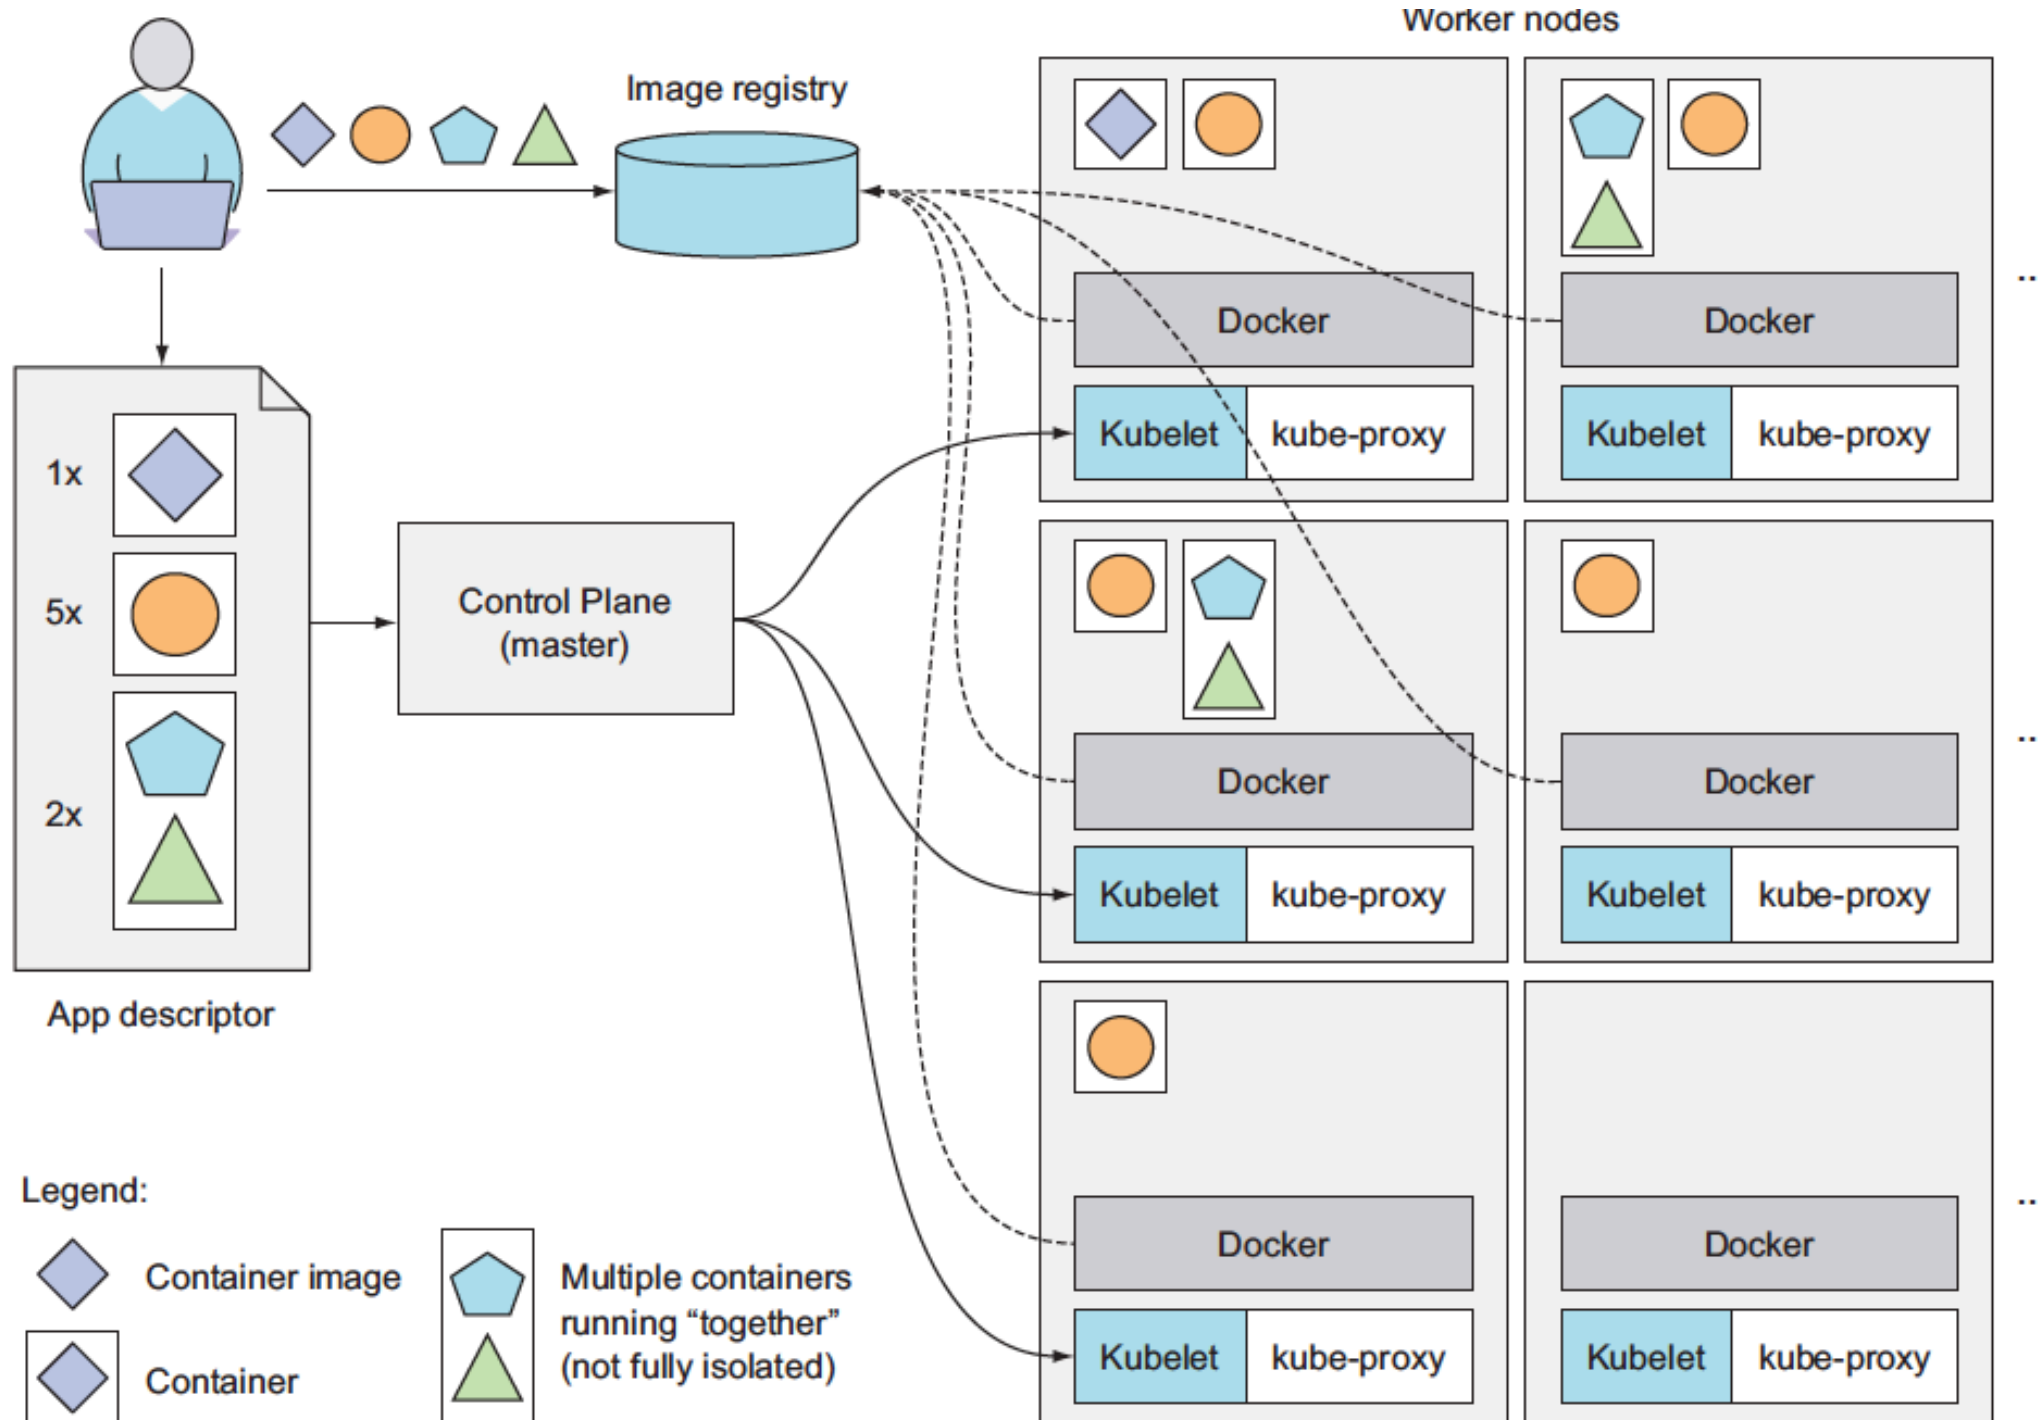 Worker nodes
Image registry
Docker
Docker
Kubelet
kube-proxy
Kubelet
kube-proxy
1x
5x
2x
Control Plane
(master)
Docker
Docker
Kubelet
kube-proxy
Kubelet
kube-proxy
App descriptor
Docker
Docker
Kubelet
kube-proxy
Kubelet
kube-proxy
Legend:
Container image
Container
Multiple containers
running “together”
(not fully isolated)